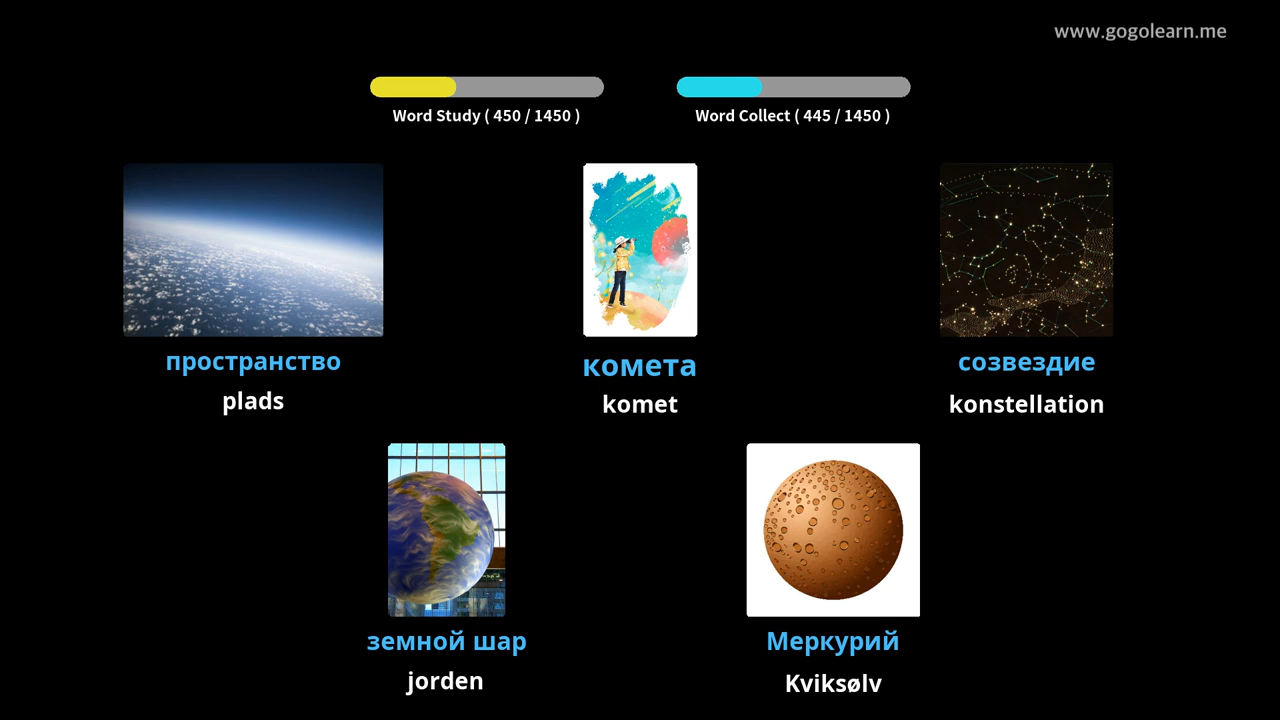 www.gogolearn.me
Word Study ( 450 / 1450 )
Word Collect ( 445 / 1450 )
пространство
plads
комета
komet
созвездие
konstellation
земной шар
jorden
Меркурий
Kviksølv